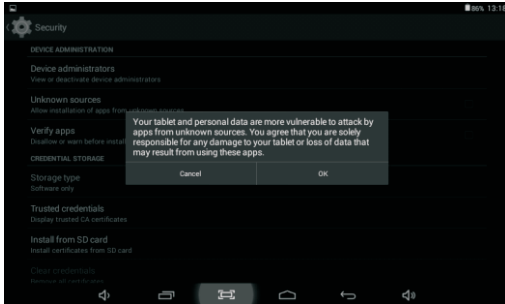 86% 13:18
Security
DEVICE ADMINISTRATION
Device administrators
View or deactivate device administrators
Unknown sources
Allow installation of apps from unknown sources
Verify apps
Disallow or warn before install
Your tablet and personal data are more vulnerable to attack by
apps from unknown sources. You agree that you are solely
responsible for any damage to your tablet or loss of data that
may result from using these apps.
Cancel OK
CREDENTIAL STORAGE
Storage type
Software only
Trusted credentials
Display trusted CA certificates
Install from SD card
Install certificates from SD card
Clear credentials
Remove all certificates